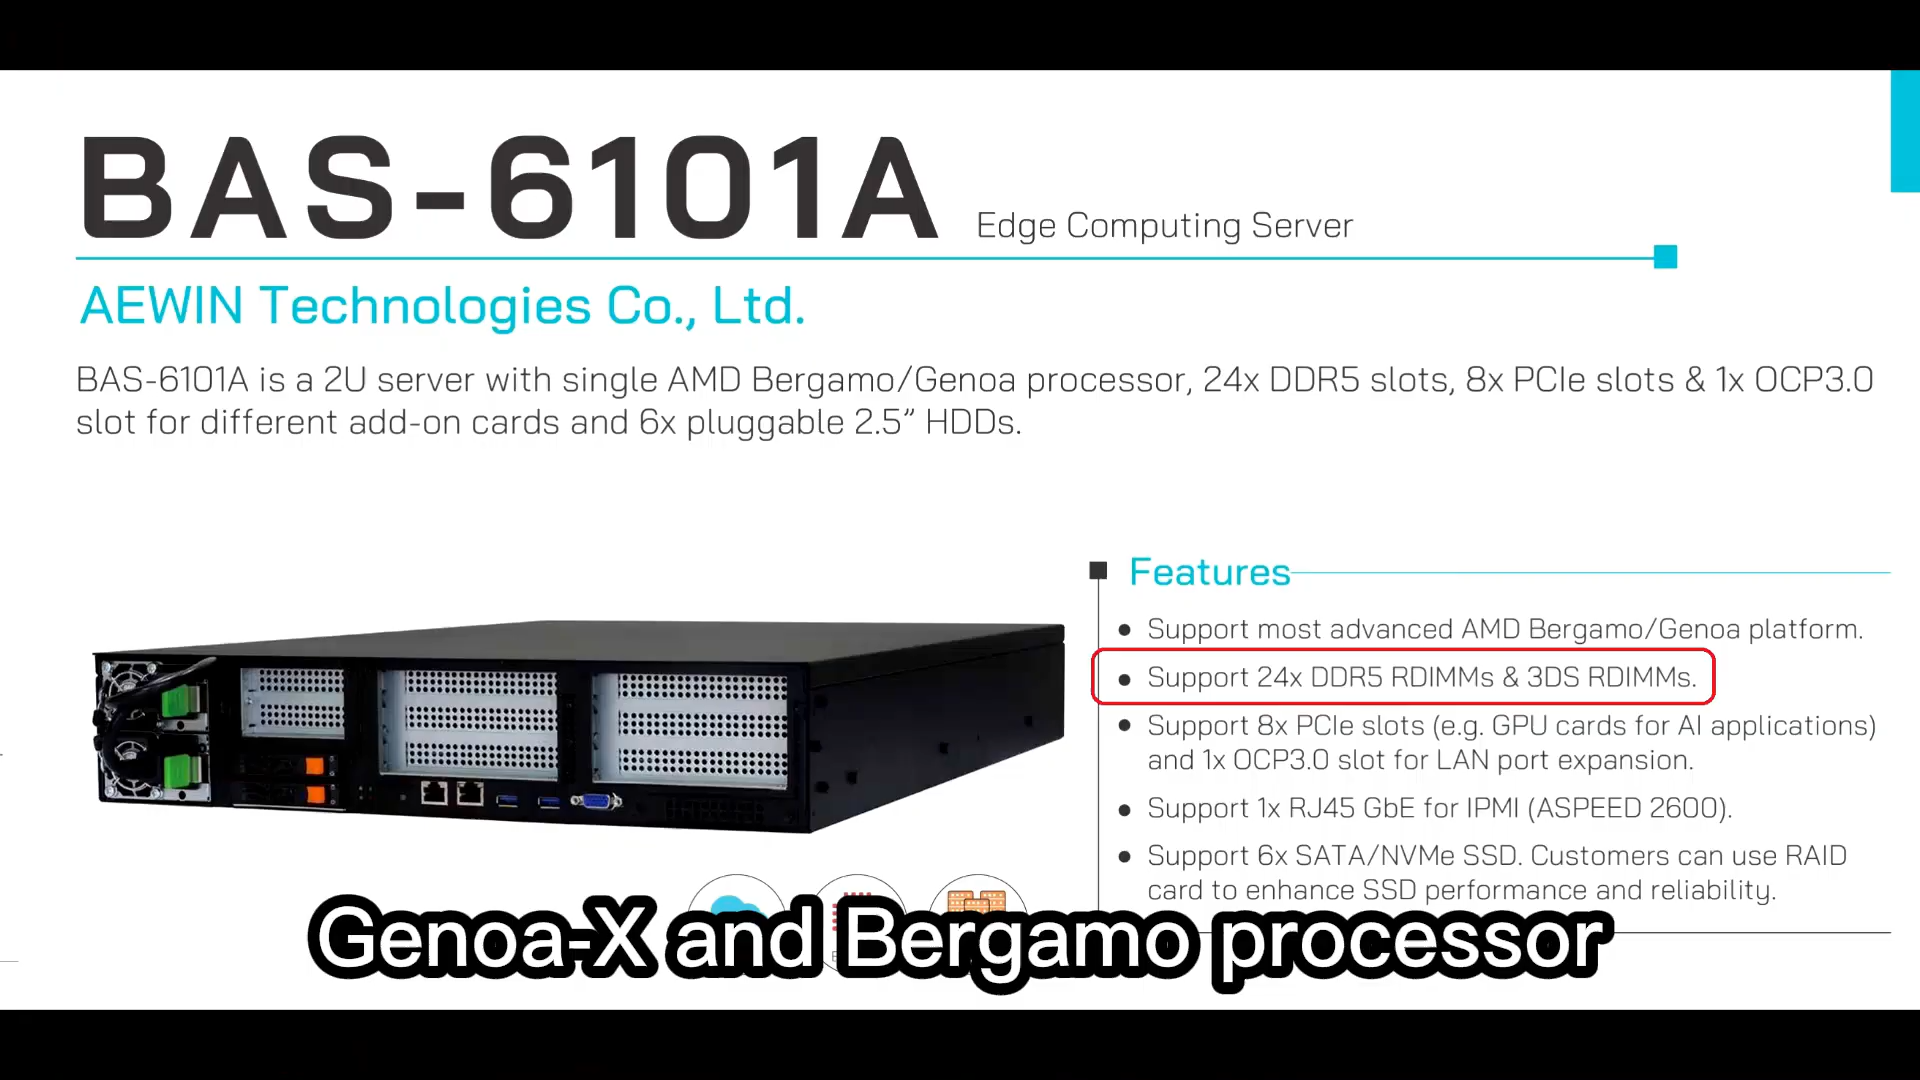 BAS-6101A Edge Computing Server
AEWIN Technologies Co., Ltd.
BAS-6101A is a 2U server with single AMD Bergamo/Genoa processor, 24x DDR5 slots, 8x PCIe slots & 1x OCP3.0
slot for different add-on cards and 6x pluggable 2.5” HDDs.
Features
• Support most advanced AMD Bergamo/Genoa platform.
• Support 24x DDR5 RDIMMs & 3DS RDIMMs.
• Support 8x PCIe slots (e.g. GPU cards for AI applications)
and 1x OCP3.0 slot for LAN port expansion.
• Support 1x RJ45 GbE for IPMI (ASPEED 2600).
• Support 6x SATA/NVMe SSD. Customers can use RAID
card to enhance SSD performance and reliability.
Genoa-X and Bergamo processor